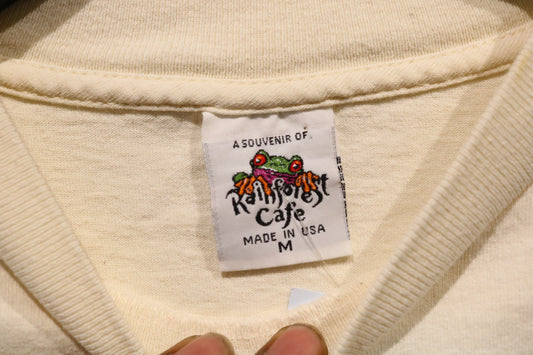 A SOUVENIR OF
Rainforest
Cafe
MADE IN USA
M